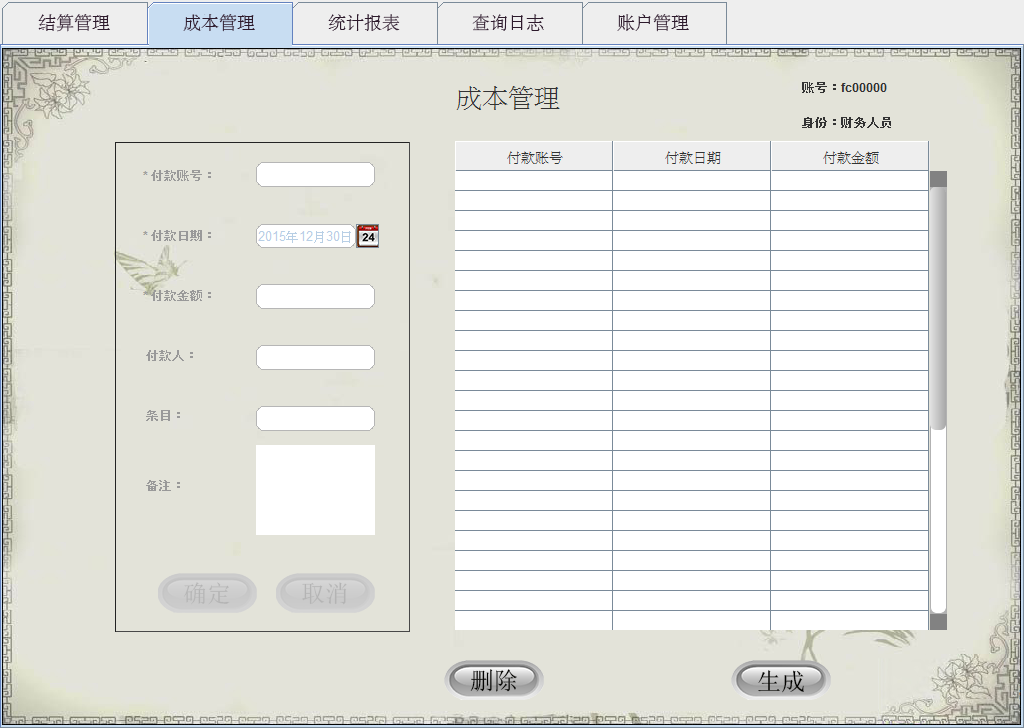 结算管理 成本管理 统计报表 查询日志 账户管理
成本管理
账号：fc00000
身份：财务人员
*付款账号：
*付款日期：
2015年12月30日
24
*付款金额：
付款人：
条目：
备注：
确定 取消
付款账号 付款日期 付款金额
删除 生成